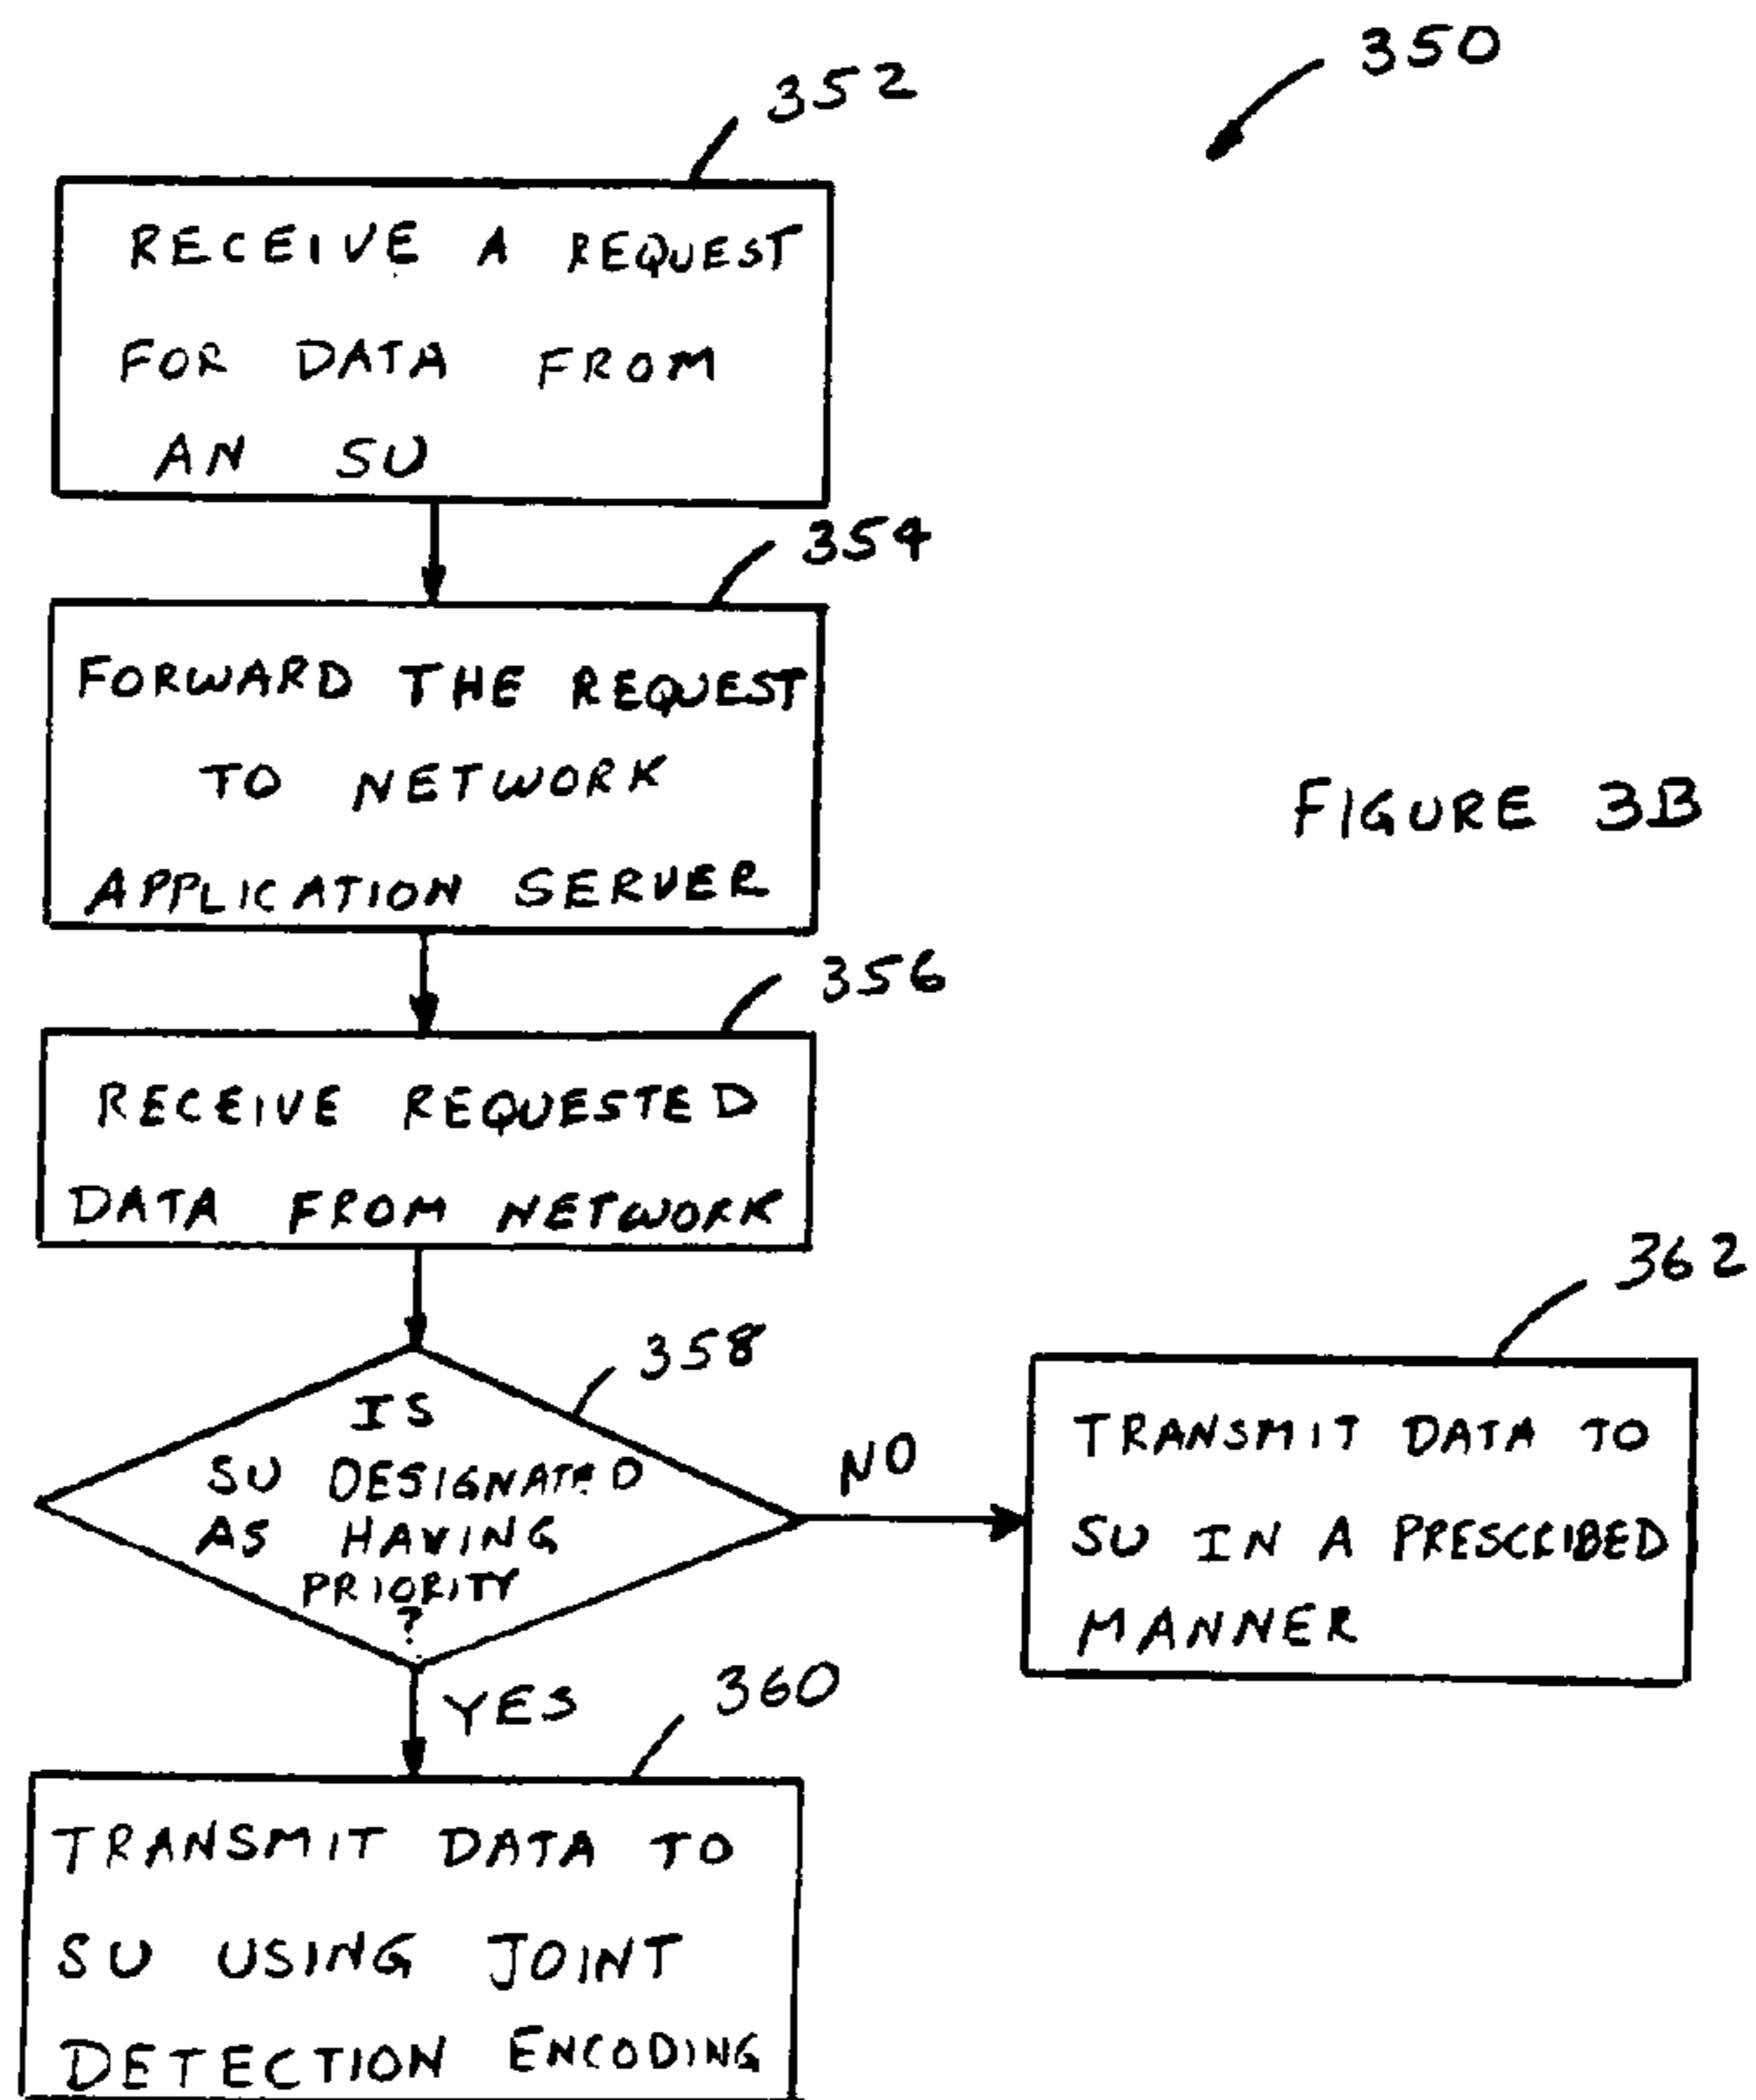 350
352
RECEIVE A REQUEST
FOR DATA FROM
AN SU
354
FORWARD THE REQUEST
TO NETWORK
APPLICATION SERVER
FIGURE 3B
356
RECEIVE REQUESTED
DATA FROM NETWORK
358
IS
SU DESIGNATED
AS HAVING
PRIORITY
?
NO
362
TRANSMIT DATA TO
SU IN A PRESCRIBED
MANNER
YES
360
TRANSMIT DATA TO
SU USING JOINT
DETECTION ENCODING